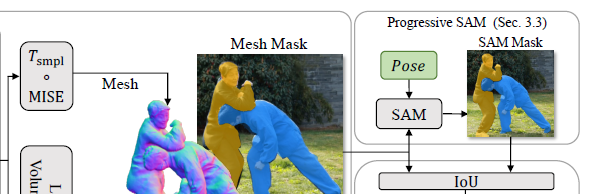 Progressive SAM (Sec. 3.3)
Mesh Mask
SAM Mask
T_smpl
∘
MISE
Mesh
Pose
SAM
IoU